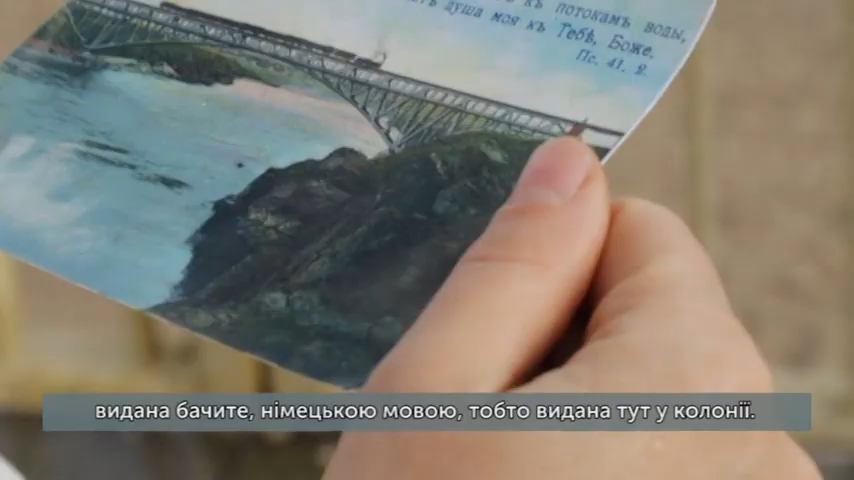 къ потокамъ воды,
душа моя къ Тебѣ, Боже.
Пс. 41. 2.
видана бачите, німецькою мовою, тобто видана тут у колонії.